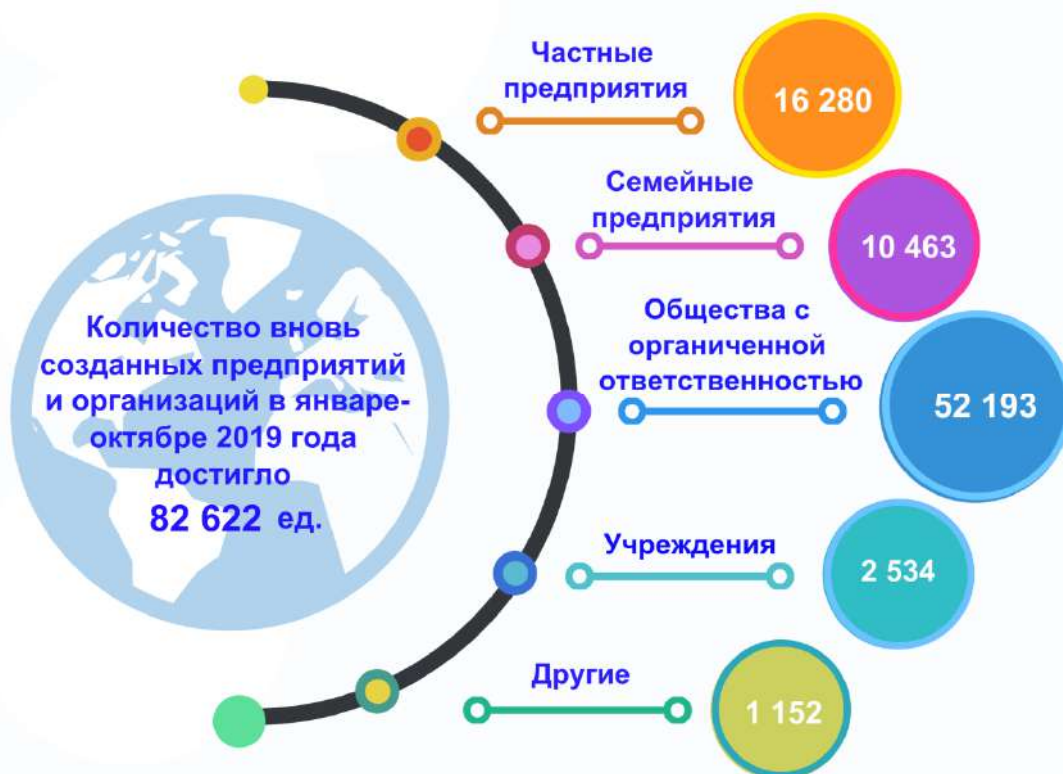 Частные
предприятия
16 280
Семейные
предприятия
10 463
Общества с
органиченной
ответственностью
52 193
Количество вновь
созданных предприятий
и организаций в январе-
октябре 2019 года
достигло
82 622 ед.
Учреждения
2 534
Другие
1 152